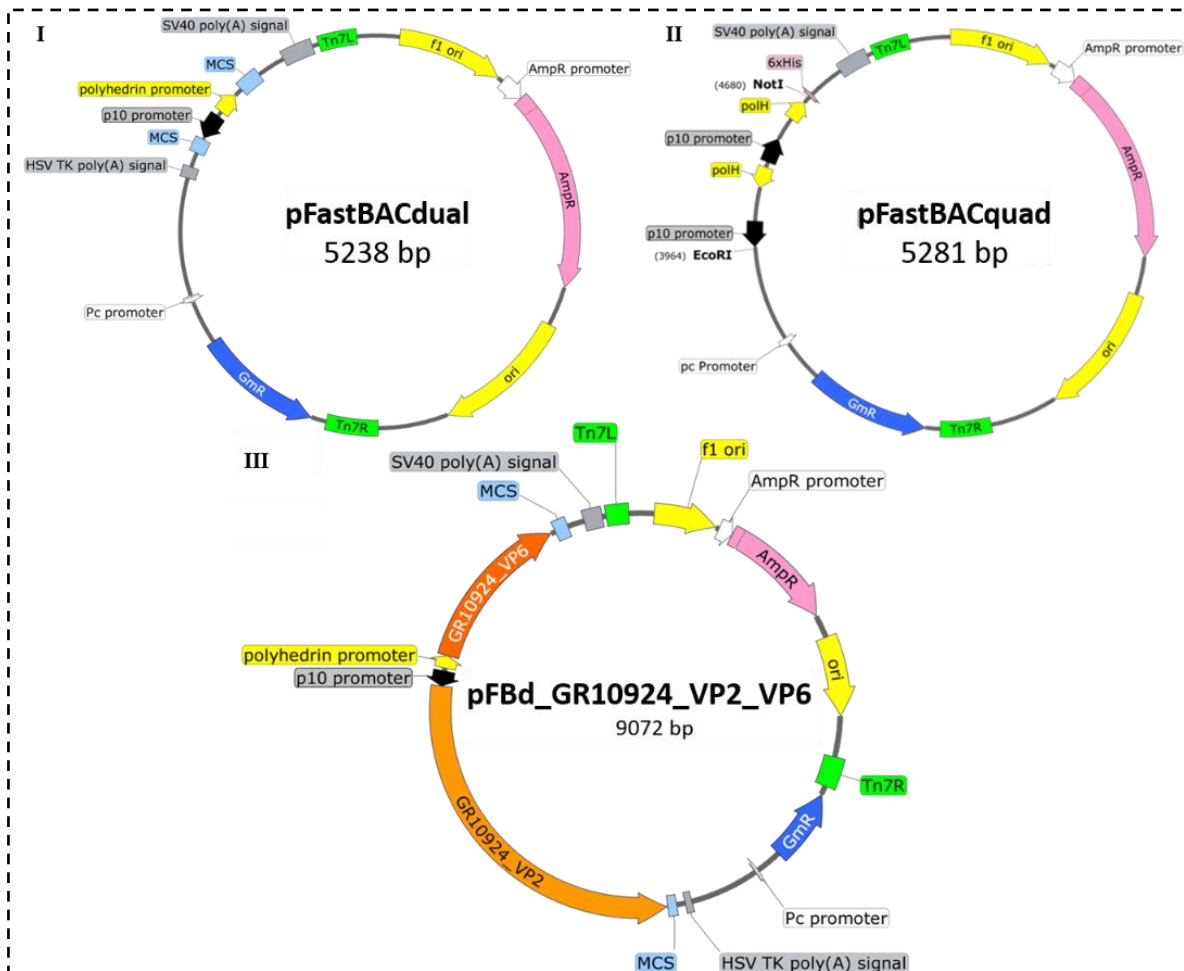 I
SV40 poly(A) signal
Tn7L
f1 ori
MCS
AmpR promoter
polyhedrin promoter
p10 promoter
MCS
HSV TK poly(A) signal
AmpR
pFastBACdual
5238 bp
Pc promoter
GmR
ori
Tn7R
II
SV40 poly(A) signal
Tn7L
f1 ori
6xHis
AmpR promoter
(4680) NotI
polH
p10 promoter
polH
AmpR
pFastBACquad
5281 bp
p10 promoter
(3964) EcoRI
pc Promoter
GmR
ori
Tn7R
III
Tn7L
f1 ori
SV40 poly(A) signal
MCS
AmpR promoter
GR10924_VP6
AmpR
polyhedrin promoter
p10 promoter
ori
pFBd_GR10924_VP2_VP6
9072 bp
Tn7R
GmR
GR10924_VP2
Pc promoter
MCS
HSV TK poly(A) signal